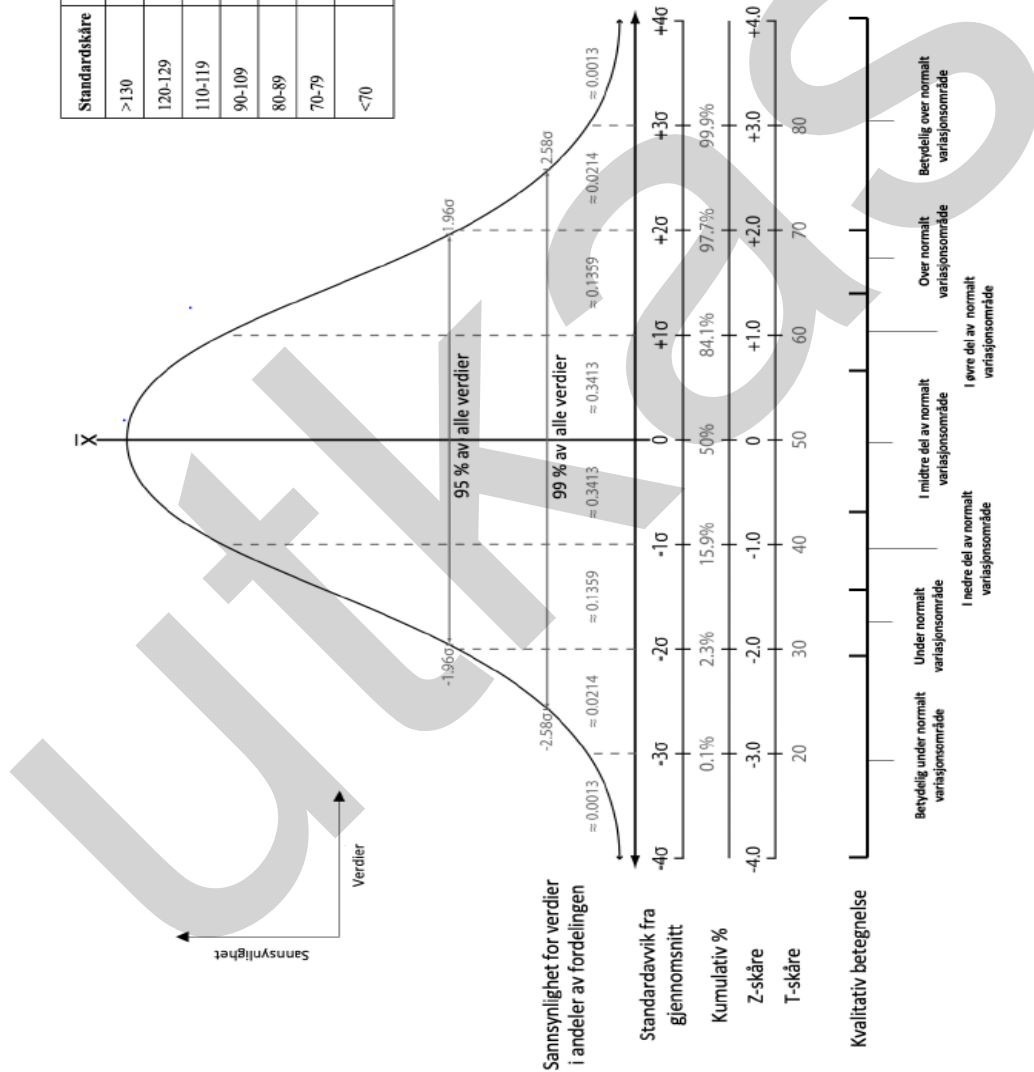 Standardskåre
>130
120-129
110-119
90-109
80-89
70-79
<70
X
Sannsynlighet
Verdier
-1.96σ
1.96σ
95 % av alle verdier
-2.58σ
2.58σ
99 % av alle verdier
Sannsynlighet for verdier
i andeler av fordelingen
≈ 0.0013 ≈ 0.0214 ≈ 0.1359 ≈ 0.3413 ≈ 0.3413 ≈ 0.1359 ≈ 0.0214 ≈ 0.0013
Standardavvik fra
gjennomsnitt
-4σ -3σ -2σ -1σ 0 +1σ +2σ +3σ +4σ
Kumulativ % 0.1% 2.3% 15.9% 50% 84.1% 97.7% 99.9%
Z-skåre -4.0 -3.0 -2.0 -1.0 0 +1.0 +2.0 +3.0 +4.0
T-skåre 20 30 40 50 60 70 80
Kvalitativ betegnelse
Betydelig under normalt
variasjonsområde
Under normalt
variasjonsområde
I nedre del av normalt
variasjonsområde
I midtre del av normalt
variasjonsområde
I øvre del av normalt
variasjonsområde
Over normalt
variasjonsområde
Betydelig over normalt
variasjonsområde
utkas